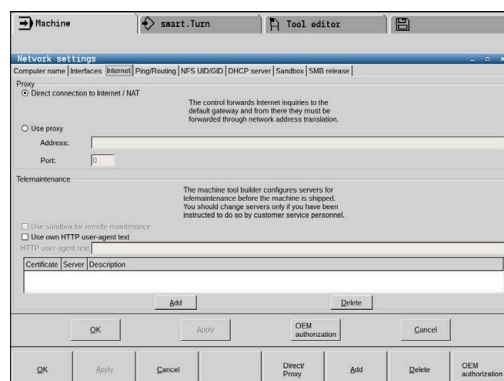 Machine smart.Turn Tool editor
Network settings
Computer name Interfaces Internet Ping/Routing NFS UID/GID DHCP server Sandbox SMB release
Proxy
Direct connection to Internet / NAT
The control forwards Internet inquiries to the
default gateway and from there they must be
forwarded through network address translation.
Use proxy
Address:
Port: 0
Telemaintenance
The machine tool builder configures servers for
telemaintenance before the machine is shipped.
You should change servers only if you have been
instructed to do so by customer service personnel.
Use sandbox for remote maintenance
Use own HTTP user-agent text
HTTP user-agent text
Certificate Server Description
Add Delete
OK Apply OEM authorization Cancel
OK Apply Cancel Direct/ Proxy Add Delete OEM authorization